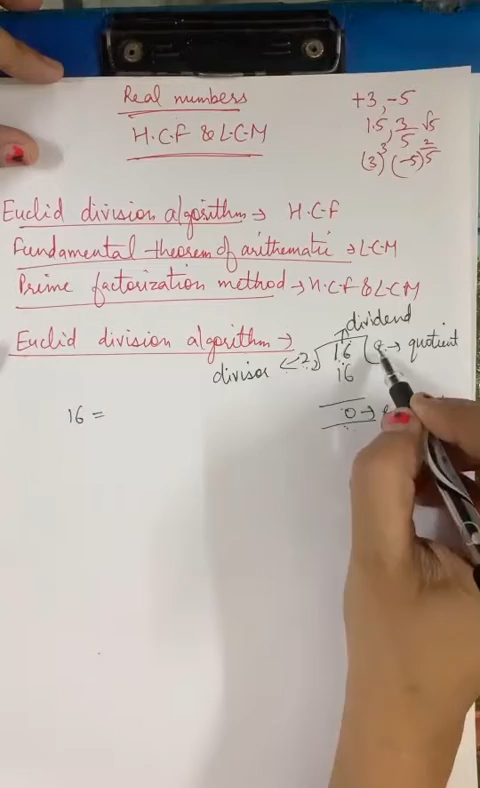 Real numbers
H.C.F & L.C.M
+3, -5
1.5, 3/5 √5
(3)³ (-5)^2/5
Euclid division algorithm → H.C.F
Fundamental theorem of arithematic → L.C.M
Prime factorization method → H.C.F & L.C.M
Euclid division algorithm →
dividend
divisor ← 2) 16 (8 → quotient
16
0 →
16 =